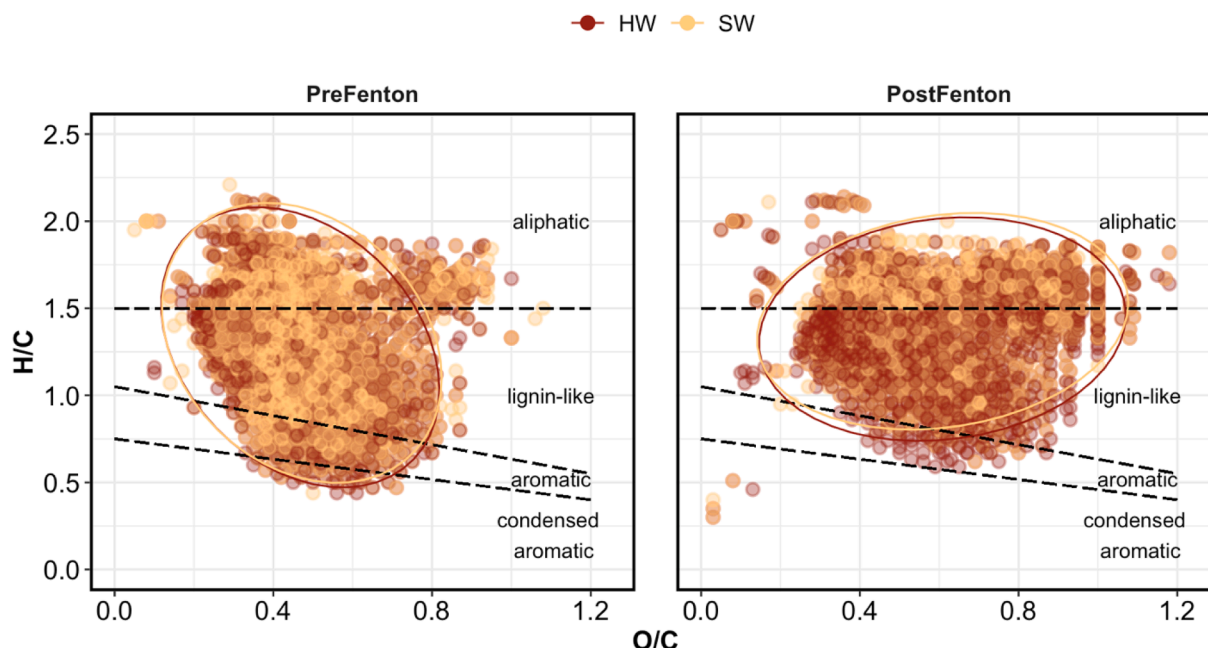 HW SW
PreFenton PostFenton
2.5
2.0
1.5
1.0
0.5
0.0
H/C
aliphatic
lignin-like
aromatic
condensed
aromatic
aliphatic
lignin-like
aromatic
condensed
aromatic
0.0 0.4 0.8 1.2 0.0 0.4 0.8 1.2
O/C